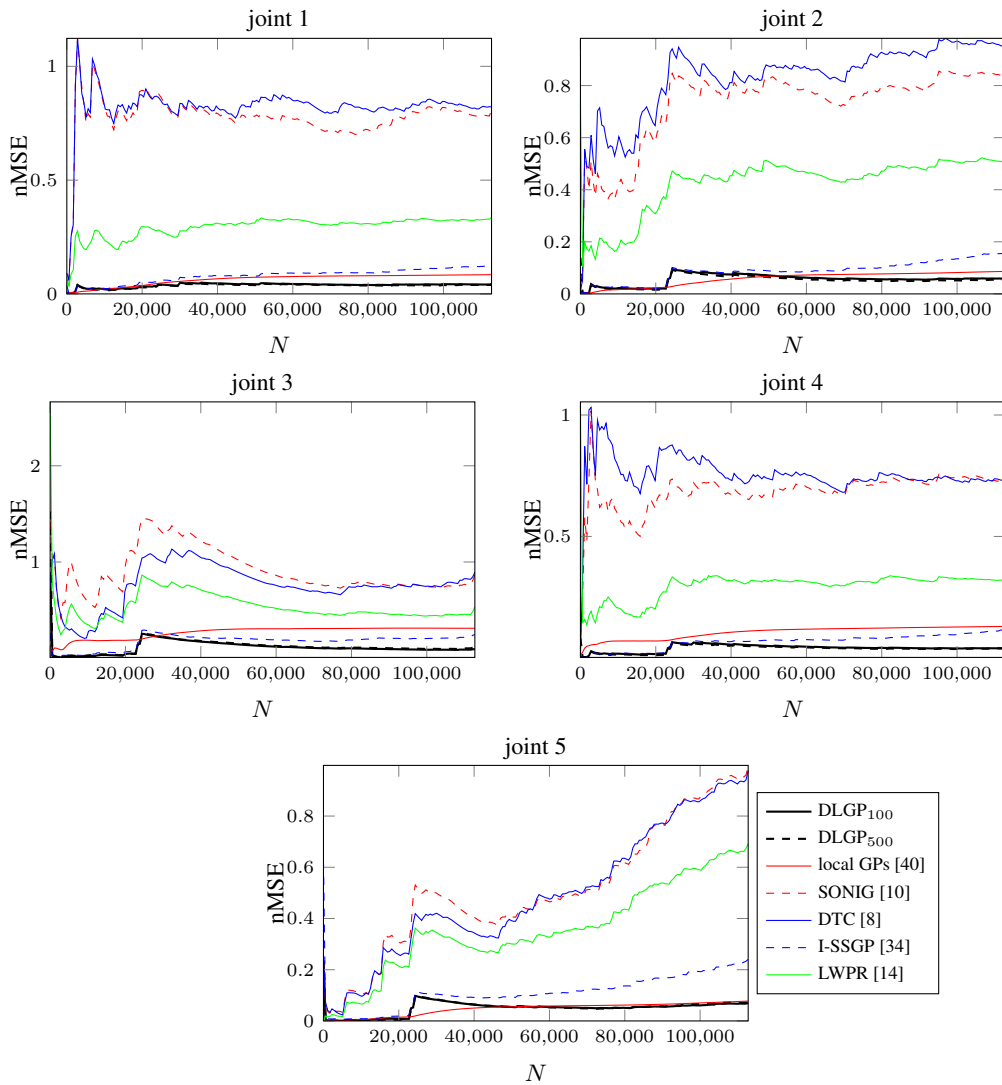 joint 1
1
0.5
0
nMSE
0 20,000 40,000 60,000 80,000 100,000
N
joint 2
0.8
0.6
0.4
0.2
0
nMSE
0 20,000 40,000 60,000 80,000 100,000
N
joint 3
2
1
nMSE
0 20,000 40,000 60,000 80,000 100,000
N
joint 4
1
0.5
nMSE
0 20,000 40,000 60,000 80,000 100,000
N
joint 5
0.8
0.6
0.4
0.2
0
nMSE
0 20,000 40,000 60,000 80,000 100,000
N
DLGP100
DLGP500
local GPs [40]
SONIG [10]
DTC [8]
I-SSGP [34]
LWPR [14]